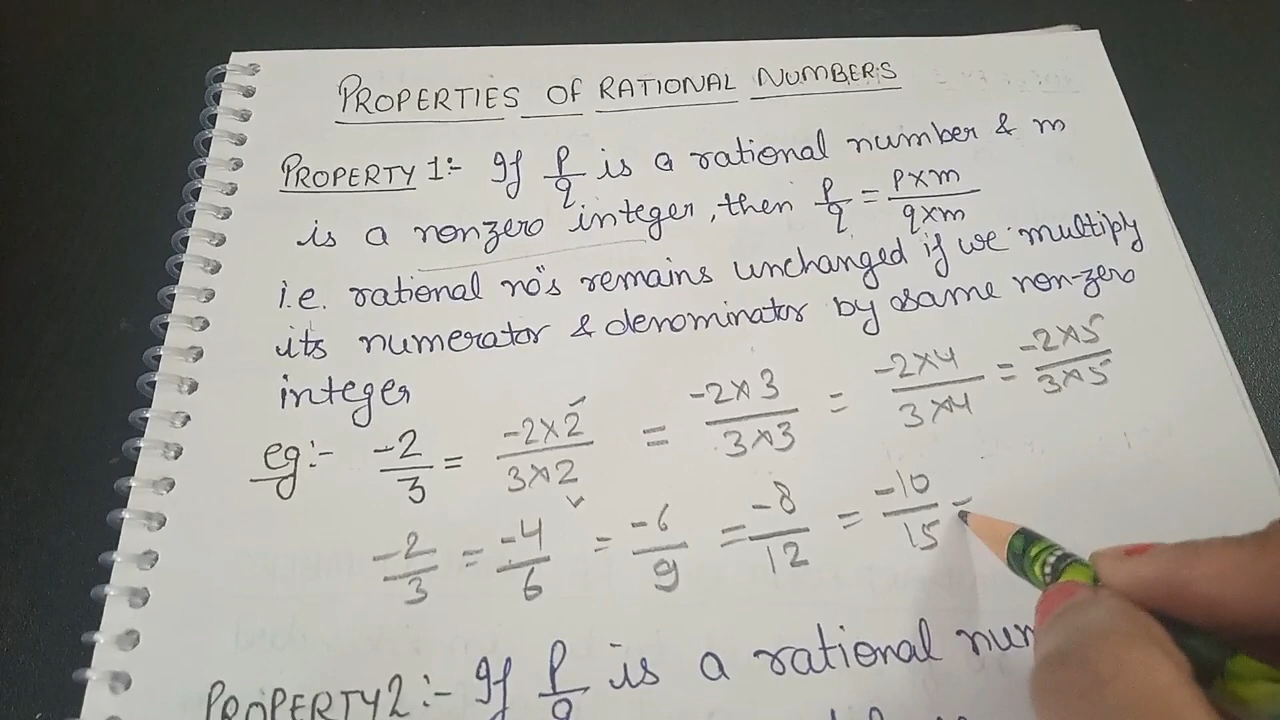 PROPERTIES OF RATIONAL NUMBERS
PROPERTY 1:- If p/q is a rational number & m
is a nonzero integer, then p/q = p×m/q×m
i.e. rational no's remains unchanged if we multiply
its numerator & denominator by same non-zero
integer
eg:- -2/3 = -2×2/3×2 = -2×3/3×3 = -2×4/3×4 = -2×5/3×5
-2/3 = -4/6 = -6/9 = -8/12 = -10/15 =
PROPERTY2:- If p/q is a rational num